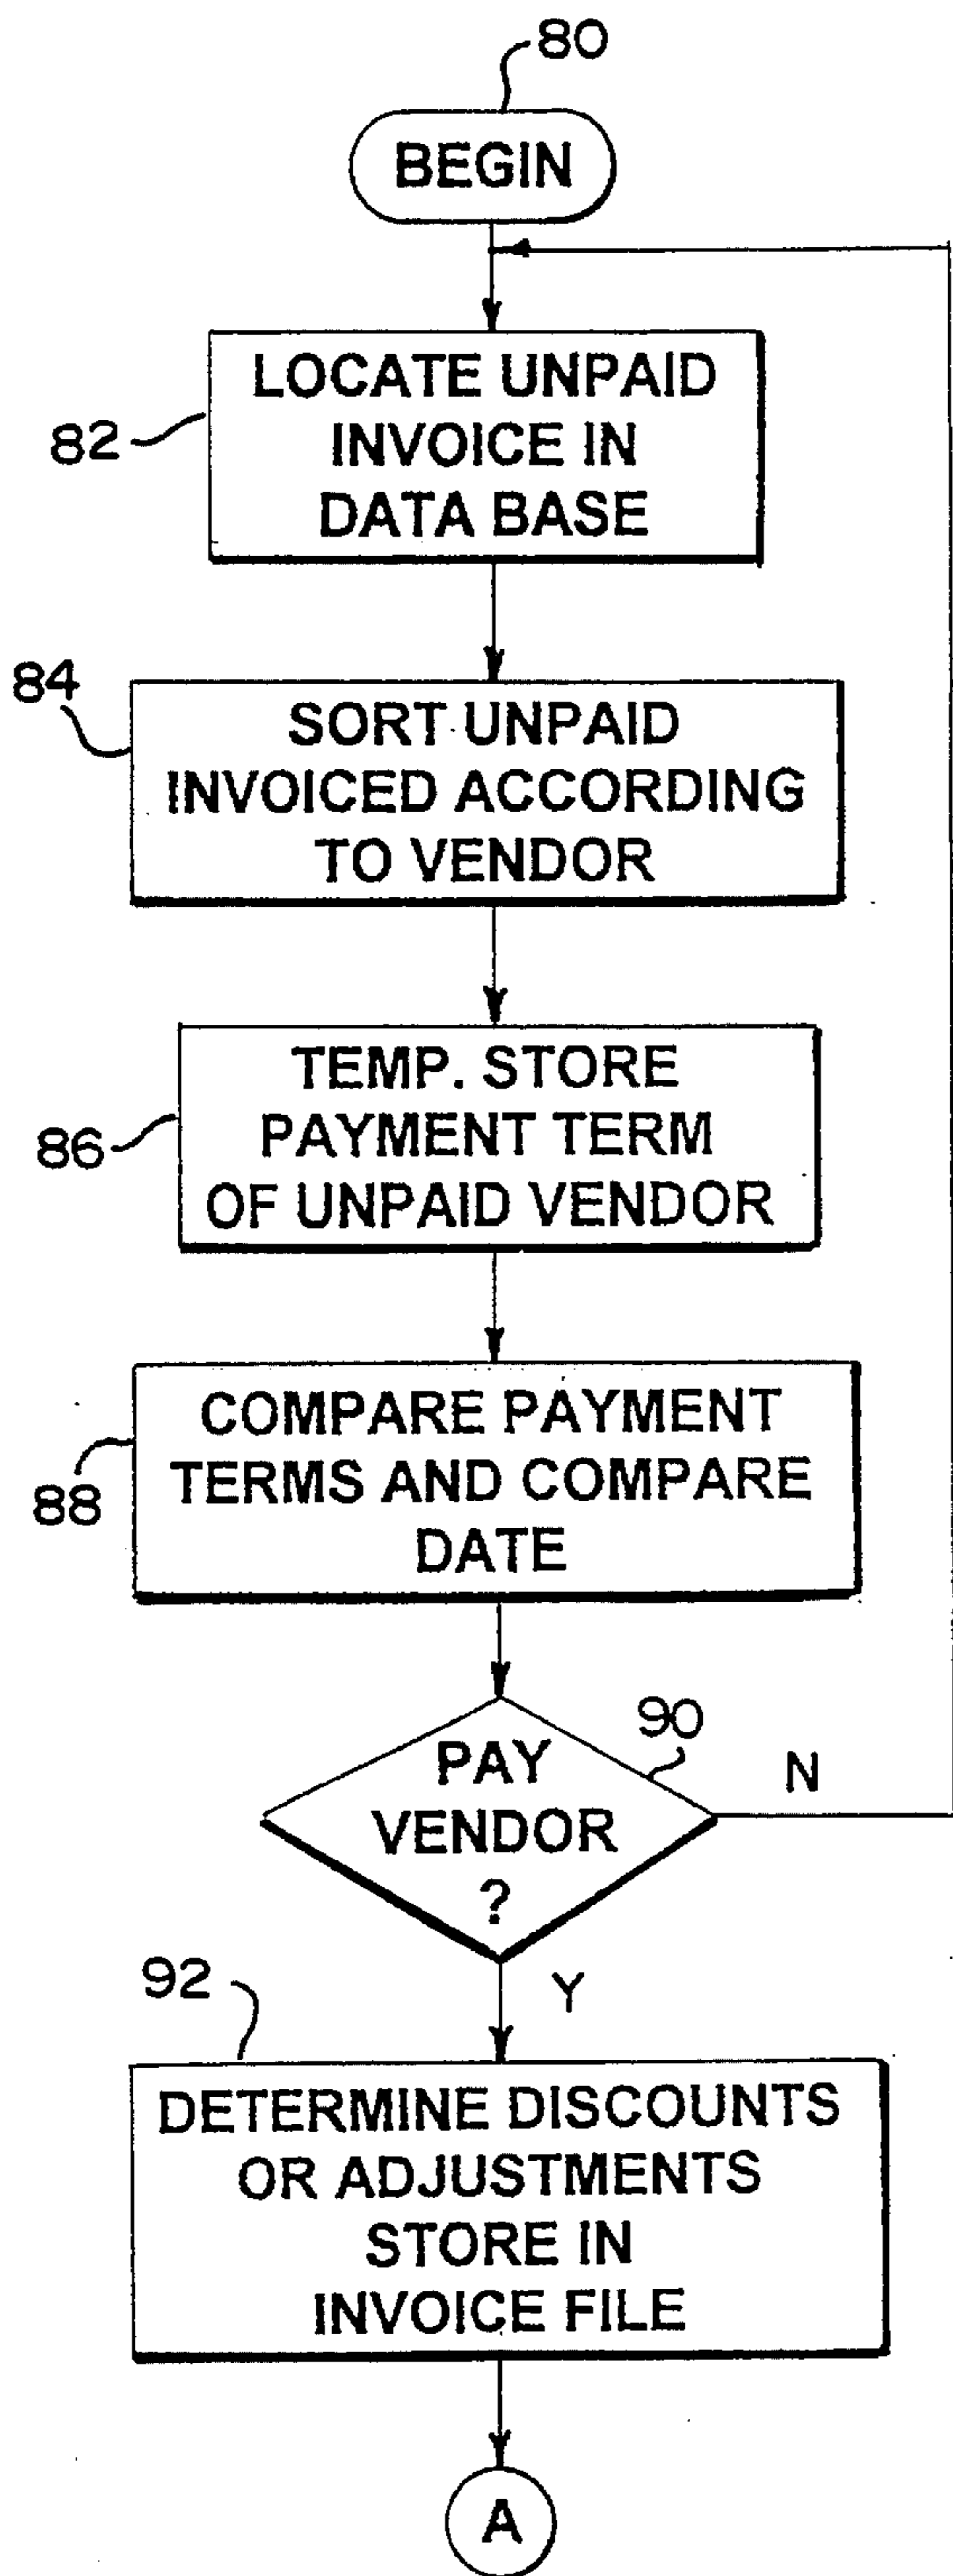 80
BEGIN
82
LOCATE UNPAID
INVOICE IN
DATA BASE
84
SORT UNPAID
INVOICED ACCORDING
TO VENDOR
86
TEMP. STORE
PAYMENT TERM
OF UNPAID VENDOR
88
COMPARE PAYMENT
TERMS AND COMPARE
DATE
90
PAY
VENDOR
?
N
Y
92
DETERMINE DISCOUNTS
OR ADJUSTMENTS
STORE IN
INVOICE FILE
A